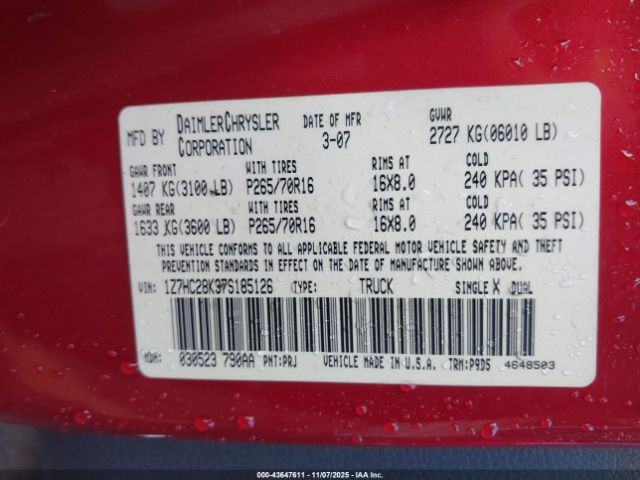 MFD BY DAIMLERCHRYSLER CORPORATION DATE OF MFR 3-07 GVWR 2727 KG(06010 LB)
GAWR FRONT WITH TIRES RIMS AT COLD
1407 KG(3100 LB) P265/70R16 16X8.0 240 KPA( 35 PSI)
GAWR REAR WITH TIRES RIMS AT COLD
1633 KG(3600 LB) P265/70R16 16X8.0 240 KPA( 35 PSI)
THIS VEHICLE CONFORMS TO ALL APPLICABLE FEDERAL MOTOR VEHICLE SAFETY AND THEFT
PREVENTION STANDARDS IN EFFECT ON THE DATE OF MANUFACTURE SHOWN ABOVE.
VIN: 1Z7HC28K37S185126 TYPE: TRUCK SINGLE X DUAL
MDH: 030523 790AA PNT:PRJ VEHICLE MADE IN U.S.A. TRM:P9D5 4648503
000-43647611 - 11/07/2025 - IAA Inc.